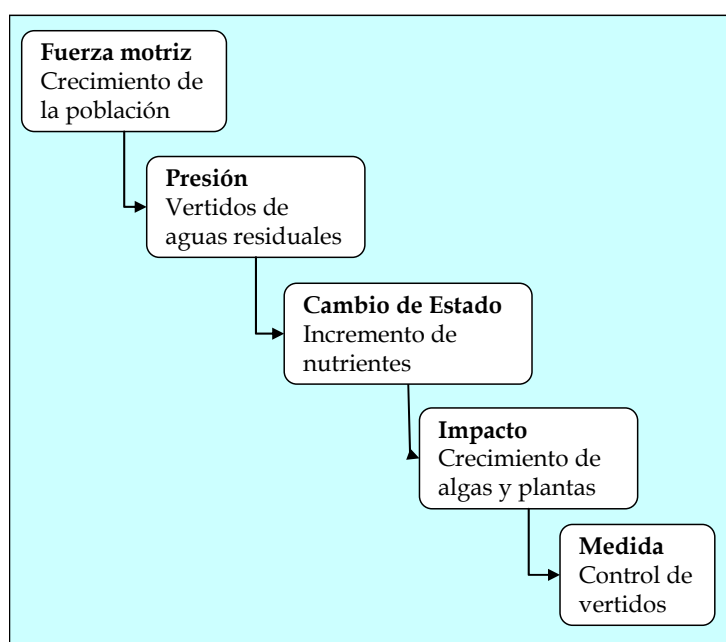 Fuerza motriz
Crecimiento de
la población
Presión
Vertidos de
aguas residuales
Cambio de Estado
Incremento de
nutrientes
Impacto
Crecimiento de
algas y plantas
Medida
Control de
vertidos